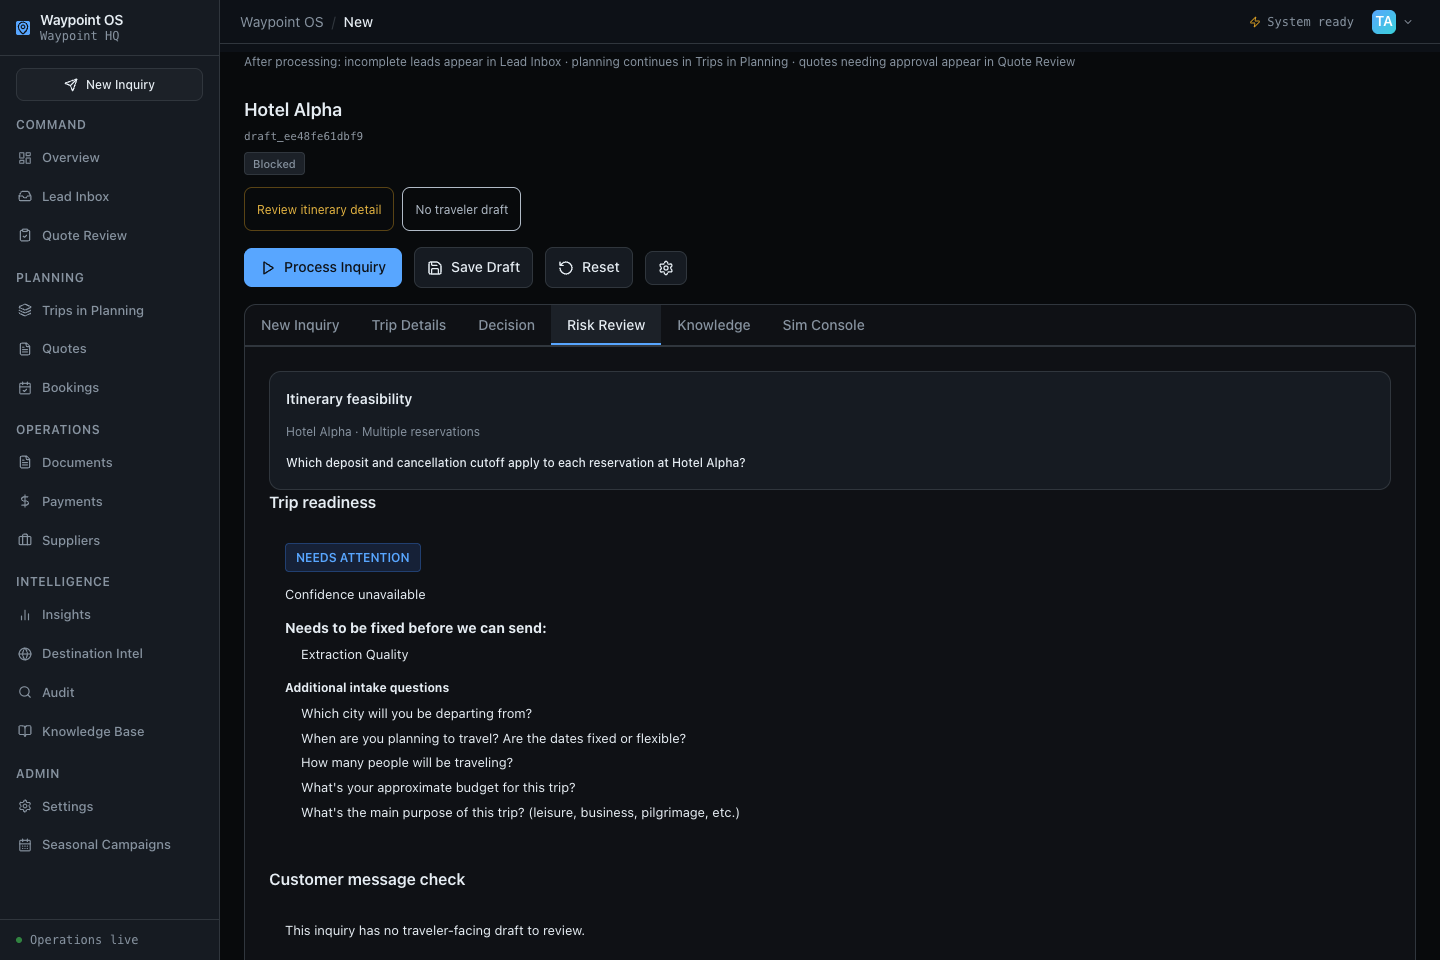 Waypoint OS
Waypoint HQ
New Inquiry
COMMAND
Overview
Lead Inbox
Quote Review
PLANNING
Trips in Planning
Quotes
Bookings
OPERATIONS
Documents
Payments
Suppliers
INTELLIGENCE
Insights
Destination Intel
Audit
Knowledge Base
ADMIN
Settings
Seasonal Campaigns
Operations live
Waypoint OS / New
System ready
TA
After processing: incomplete leads appear in Lead Inbox · planning continues in Trips in Planning · quotes needing approval appear in Quote Review
Hotel Alpha
draft_ee48fe61dbf9
Blocked
Review itinerary detail
No traveler draft
Process Inquiry
Save Draft
Reset
New Inquiry
Trip Details
Decision
Risk Review
Knowledge
Sim Console
Itinerary feasibility
Hotel Alpha · Multiple reservations
Which deposit and cancellation cutoff apply to each reservation at Hotel Alpha?
Trip readiness
NEEDS ATTENTION
Confidence unavailable
Needs to be fixed before we can send:
Extraction Quality
Additional intake questions
Which city will you be departing from?
When are you planning to travel? Are the dates fixed or flexible?
How many people will be traveling?
What's your approximate budget for this trip?
What's the main purpose of this trip? (leisure, business, pilgrimage, etc.)
Customer message check
This inquiry has no traveler-facing draft to review.